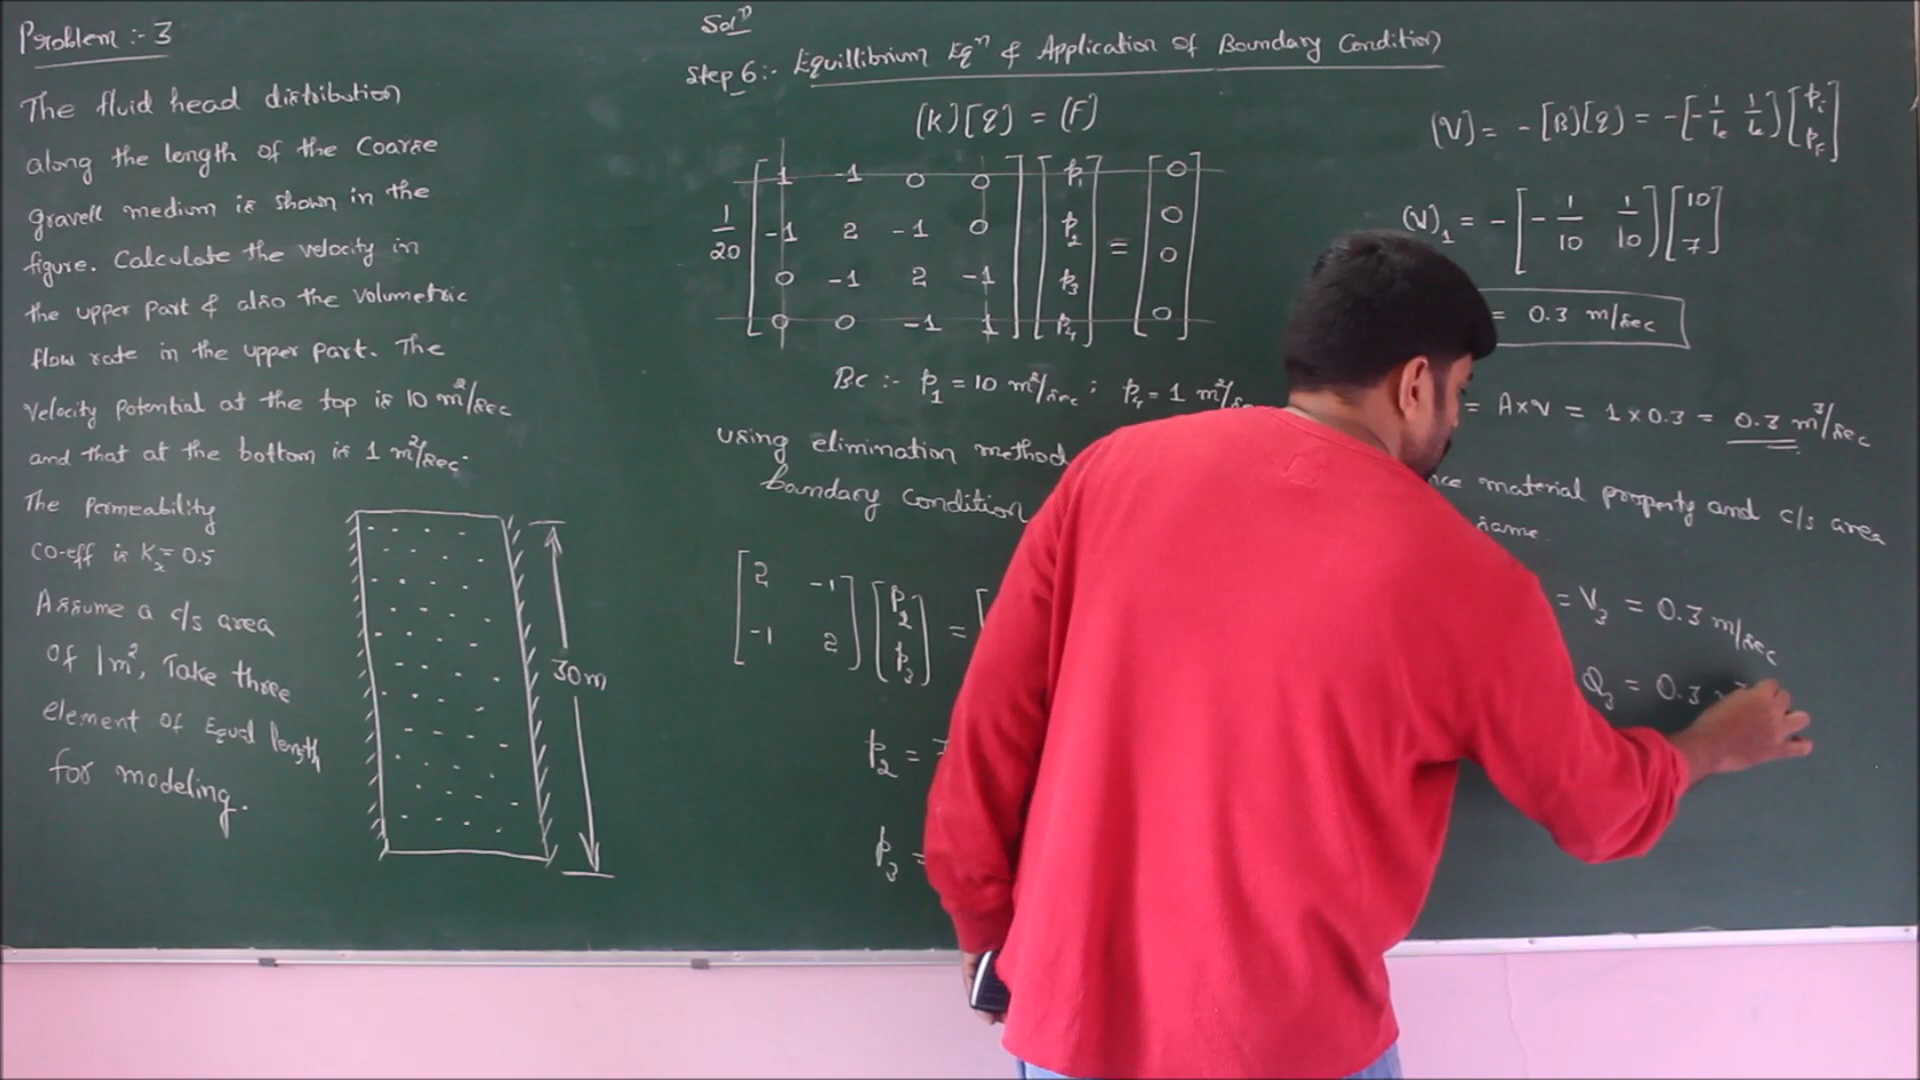 Problem :- 3
The fluid head distribution
along the length of the Coarse
gravell medium is shown in the
figure. Calculate the velocity in
the upper part & also the volumetric
flow rate in the upper part. The
velocity potential at the top is 10 m²/sec
and that at the bottom is 1 m²/sec.
The Permeability
co-eff is Kₓ = 0.5
Assume a c/s area
of 1m², Take three
element of Equal length
for modeling.
30m
Solⁿ
Step 6:- Equillibrium Eqⁿ & Application of Boundary Condition
[K][q] = [F]
1/20 [1 -1 0 0] [p₁] [0]
[-1 2 -1 0] [p₂] = [0]
[0 -1 2 -1] [p₃] [0]
[0 0 -1 1] [p₄] [0]
BC :- p₁ = 10 m²/sec ; p₄ = 1 m²/
using elimination method
boundary condition
[2 -1] [p₂] = [
[-1 2] [p₃]
p₂ =
p₃ =
[V] = - [B][q] = -[-1/le 1/le]
[V]₁ = - [-1/10 1/10] [10 7]
= 0.3 m/sec
= A×V = 1 × 0.3 = 0.3 m³/sec
material property and c/s area
same.
= V₃ = 0.3 m/sec
Q₃ = 0.3